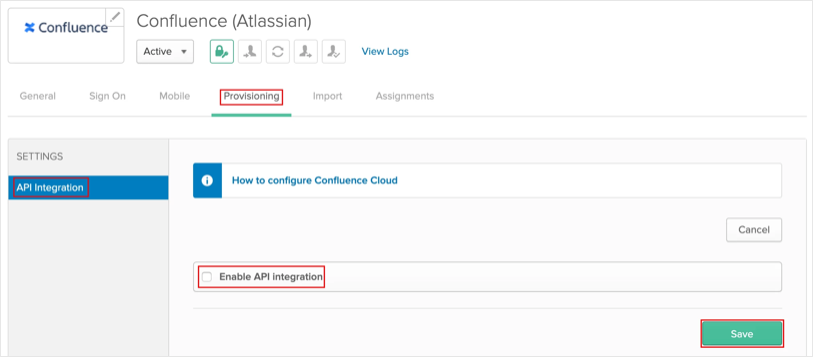 Confluence
Confluence (Atlassian)
Active
View Logs
General
Sign On
Mobile
Provisioning
Import
Assignments
SETTINGS
API Integration
How to configure Confluence Cloud
Cancel
Enable API integration
Save